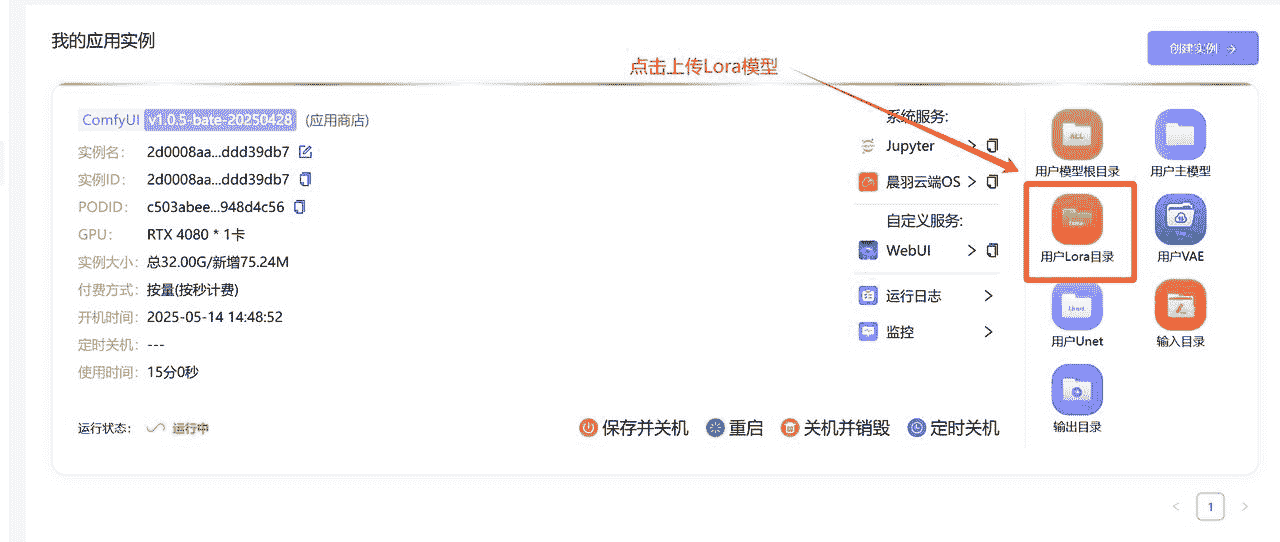 我的应用实例
创建实例 →
点击上传Lora模型
ComfyUI v1.0.5-bate-20250428 (应用商店)
实例名: 2d0008aa...ddd39db7
实例ID: 2d0008aa...ddd39db7
PODID: c503abee...948d4c56
GPU: RTX 4080 * 1卡
实例大小: 总32.00G/新增75.24M
付费方式: 按量(按秒计费)
开机时间: 2025-05-14 14:48:52
定时关机: ---
使用时间: 15分0秒
运行状态: 运行中
保存并关机 重启 关机并销毁 定时关机
系统服务:
Jupyter
晨羽云端OS
自定义服务:
WebUI
运行日志
监控
ALL
用户模型根目录 用户主模型
用户Lora目录 用户VAE
Unet
用户Unet 输入目录
输出目录
< 1 >